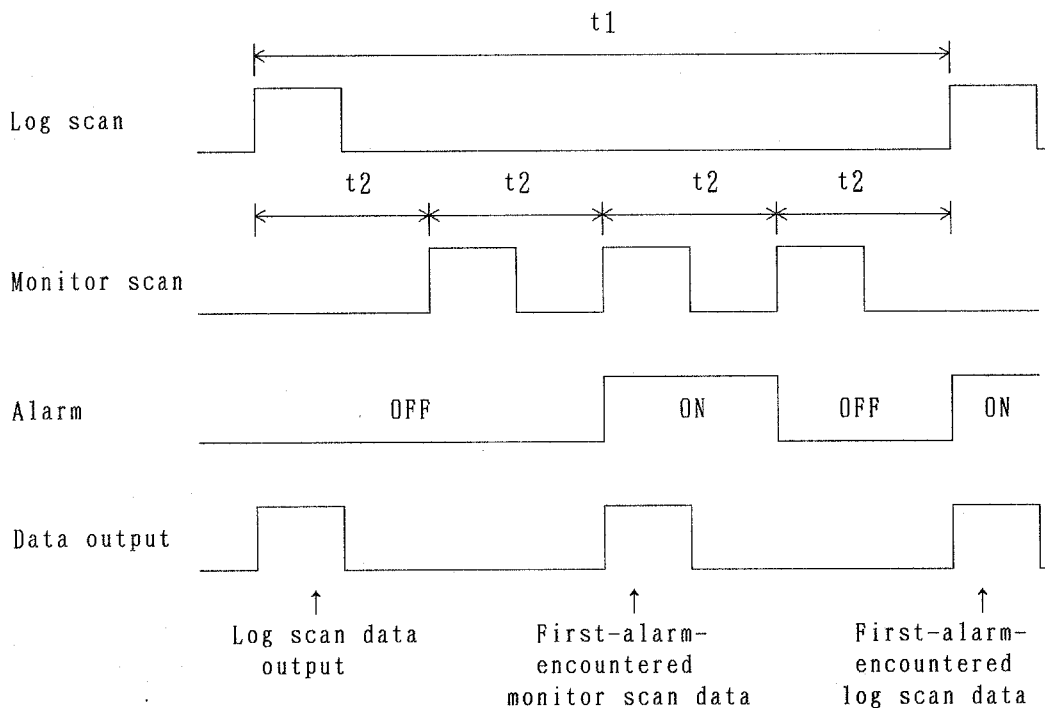 t1
Log scan
t2 t2 t2 t2
Monitor scan
Alarm OFF ON OFF ON
Data output
↑ ↑ ↑
Log scan data output
First-alarm-
encountered
monitor scan data
First-alarm-
encountered
log scan data